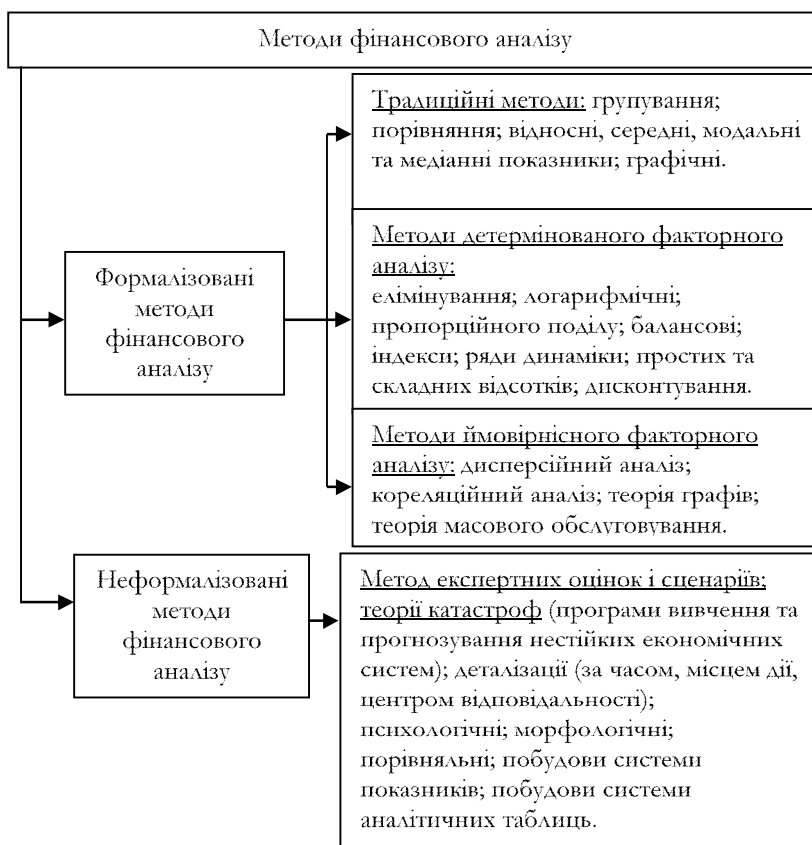 Методи фінансового аналізу
Традиційні методи: групування;
порівняння; відносні, середні, модальні
та медіанні показники; графічні.
Формалізовані
методи
фінансового
аналізу
Методи детермінованого факторного
аналізу:
елімінування; логарифмічні;
пропорційного поділу; балансові;
індекси; ряди динаміки; простих та
складних відсотків; дисконтування.
Методи ймовірнісного факторного
аналізу: дисперсійний аналіз;
кореляційний аналіз; теорія графів;
теорія масового обслуговування.
Неформалізовані
методи
фінансового
аналізу
Метод експертних оцінок і сценаріїв;
теорії катастроф (програми вивчення та
прогнозування нестійких економічних
систем); деталізації (за часом, місцем дії,
центром відповідальності);
психологічні; морфологічні;
порівняльні; побудови системи
показників; побудови системи
аналітичних таблиць.